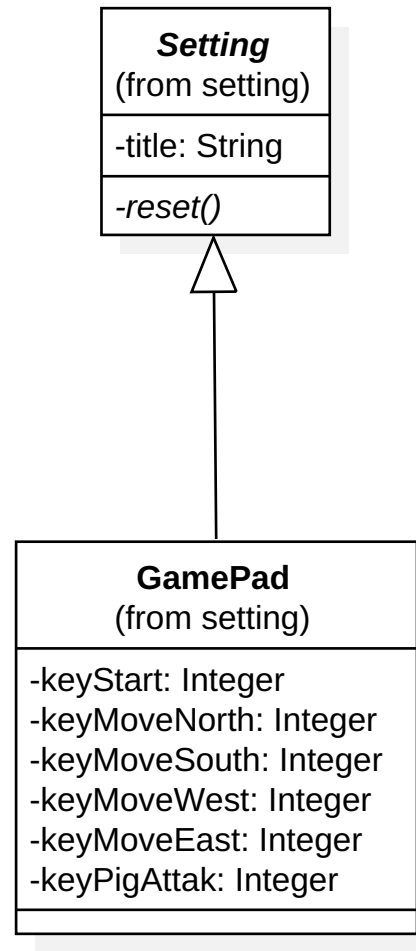 Setting
(from setting)
-title: String
-reset()
GamePad
(from setting)
-keyStart: Integer
-keyMoveNorth: Integer
-keyMoveSouth: Integer
-keyMoveWest: Integer
-keyMoveEast: Integer
-keyPigAttak: Integer